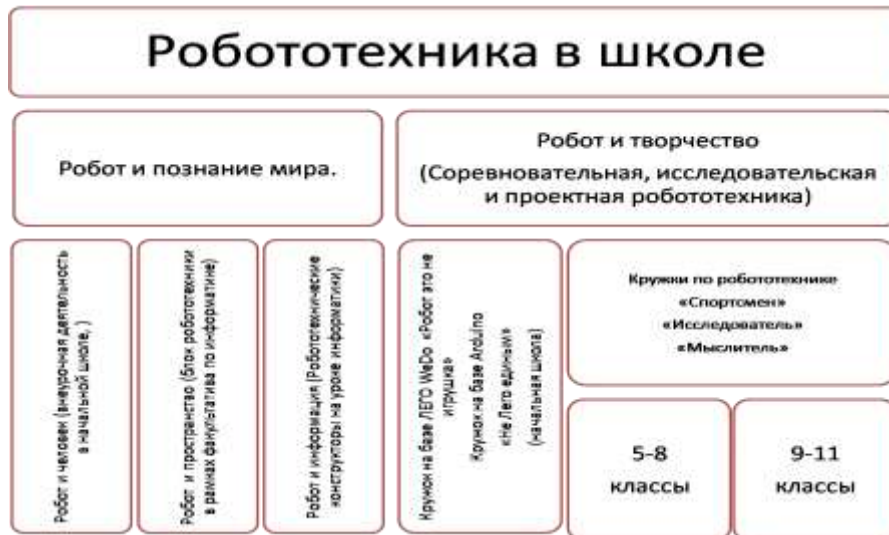 Робототехника в школе
Робот и познание мира.
Робот и творчество
(Соревновательная, исследовательская
и проектная робототехника)
Робот и человек (внеурочная деятельность
в начальной школе, )
Робот и пространство (блок робототехники
в рамках факультатива по информатике)
Робот и информация (Робототехнические
конструкторы на уроке информатики)
Кружок на базе ЛЕГО WeDo «Робот это не
игрушка»
Кружок на базе Arduino
«Не Лего единым»
(начальная школа)
Кружки по робототехнике
«Спортсмен»
«Исследователь»
«Мыслитель»
5-8
классы
9-11
классы